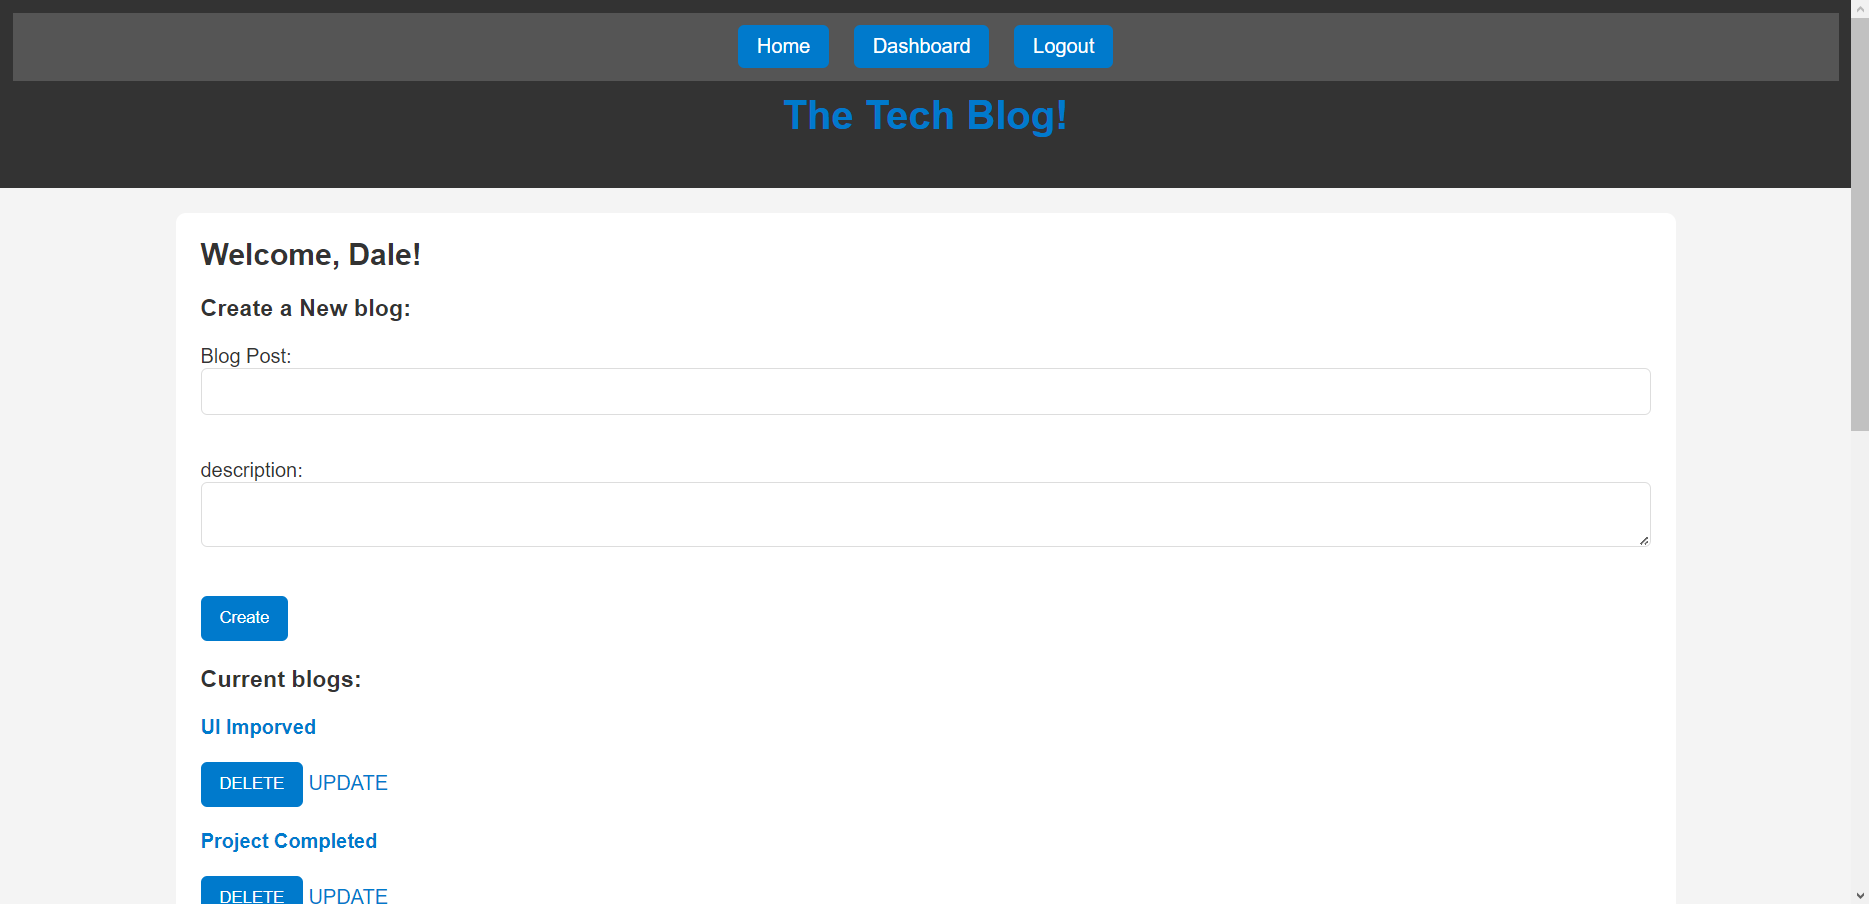 Home Dashboard Logout
The Tech Blog!
Welcome, Dale!
Create a New blog:
Blog Post:
description:
Create
Current blogs:
UI Imporved
DELETE UPDATE
Project Completed
DELETE UPDATE